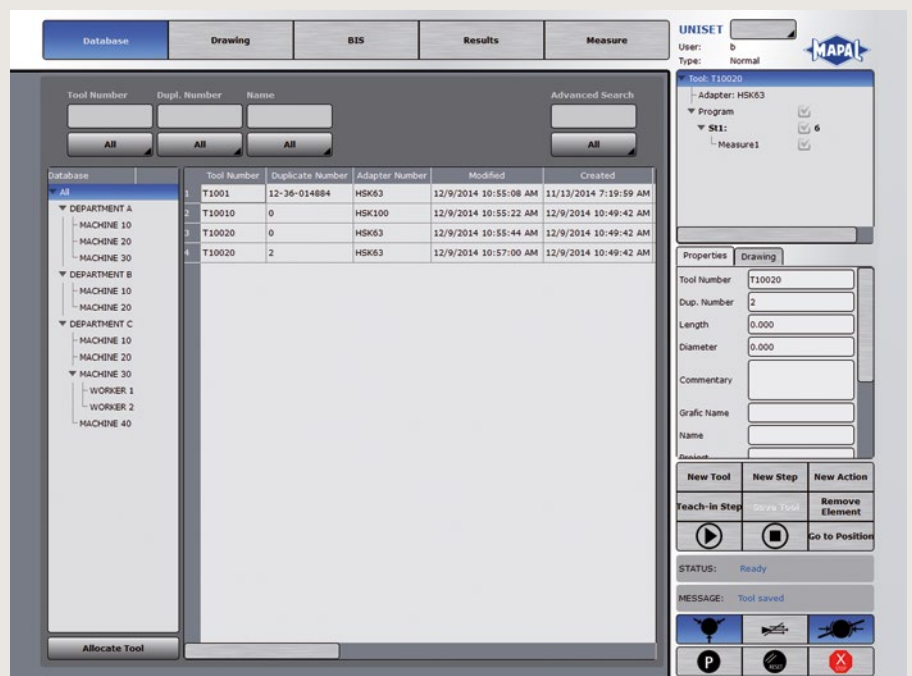 Database Drawing BIS Results Measure
UNISET
User: b
Type: Normal
MAPAL
Tool Number Dupl. Number Name Advanced Search
All All All All
Database
All
DEPARTMENT A
MACHINE 10
MACHINE 20
MACHINE 30
DEPARTMENT B
MACHINE 10
MACHINE 20
DEPARTMENT C
MACHINE 10
MACHINE 20
MACHINE 30
WORKER 1
WORKER 2
MACHINE 40
Allocate Tool
Tool Number Duplicate Number Adapter Number Modified Created
1 T1001 12-36-014884 HSK63 12/9/2014 10:55:08 AM 11/13/2014 7:19:59 AM
2 T10010 0 HSK100 12/9/2014 10:55:22 AM 12/9/2014 10:49:42 AM
3 T10020 0 HSK63 12/9/2014 10:55:44 AM 12/9/2014 10:49:42 AM
4 T10020 2 HSK63 12/9/2014 10:57:00 AM 12/9/2014 10:49:42 AM
Tool: T10020
Adapter: HSK63
Program
St1: 6
Measure1
Properties Drawing
Tool Number T10020
Dup. Number 2
Length 0.000
Diameter 0.000
Commentary
Grafic Name
Name
Project
New Tool New Step New Action
Teach-in Step Save Tool Remove Element
Go to Position
STATUS: Ready
MESSAGE: Tool saved
P RESET X